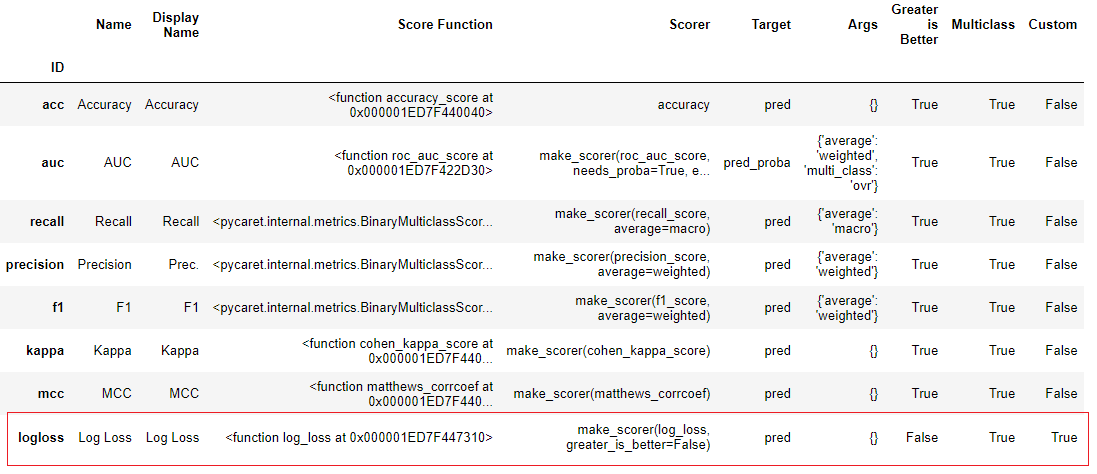 Name Display Name Score Function Scorer Target Args Greater is Better Multiclass Custom
ID
acc Accuracy Accuracy <function accuracy_score at 0x000001ED7F440040> accuracy pred {} True True False
auc AUC AUC <function roc_auc_score at 0x000001ED7F422D30> make_scorer(roc_auc_score, needs_proba=True, e... pred_proba {'average': 'weighted', 'multi_class': 'ovr'} True True False
recall Recall Recall <pycaret.internal.metrics.BinaryMulticlassScor... make_scorer(recall_score, average=macro) pred {'average': 'macro'} True True False
precision Precision Prec. <pycaret.internal.metrics.BinaryMulticlassScor... make_scorer(precision_score, average=weighted) pred {'average': 'weighted'} True True False
f1 F1 F1 <pycaret.internal.metrics.BinaryMulticlassScor... make_scorer(f1_score, average=weighted) pred {'average': 'weighted'} True True False
kappa Kappa Kappa <function cohen_kappa_score at 0x000001ED7F440... make_scorer(cohen_kappa_score) pred {} True True False
mcc MCC MCC <function matthews_corrcoef at 0x000001ED7F440... make_scorer(matthews_corrcoef) pred {} True True False
logloss Log Loss Log Loss <function log_loss at 0x000001ED7F447310> make_scorer(log_loss, greater_is_better=False) pred {} False True True